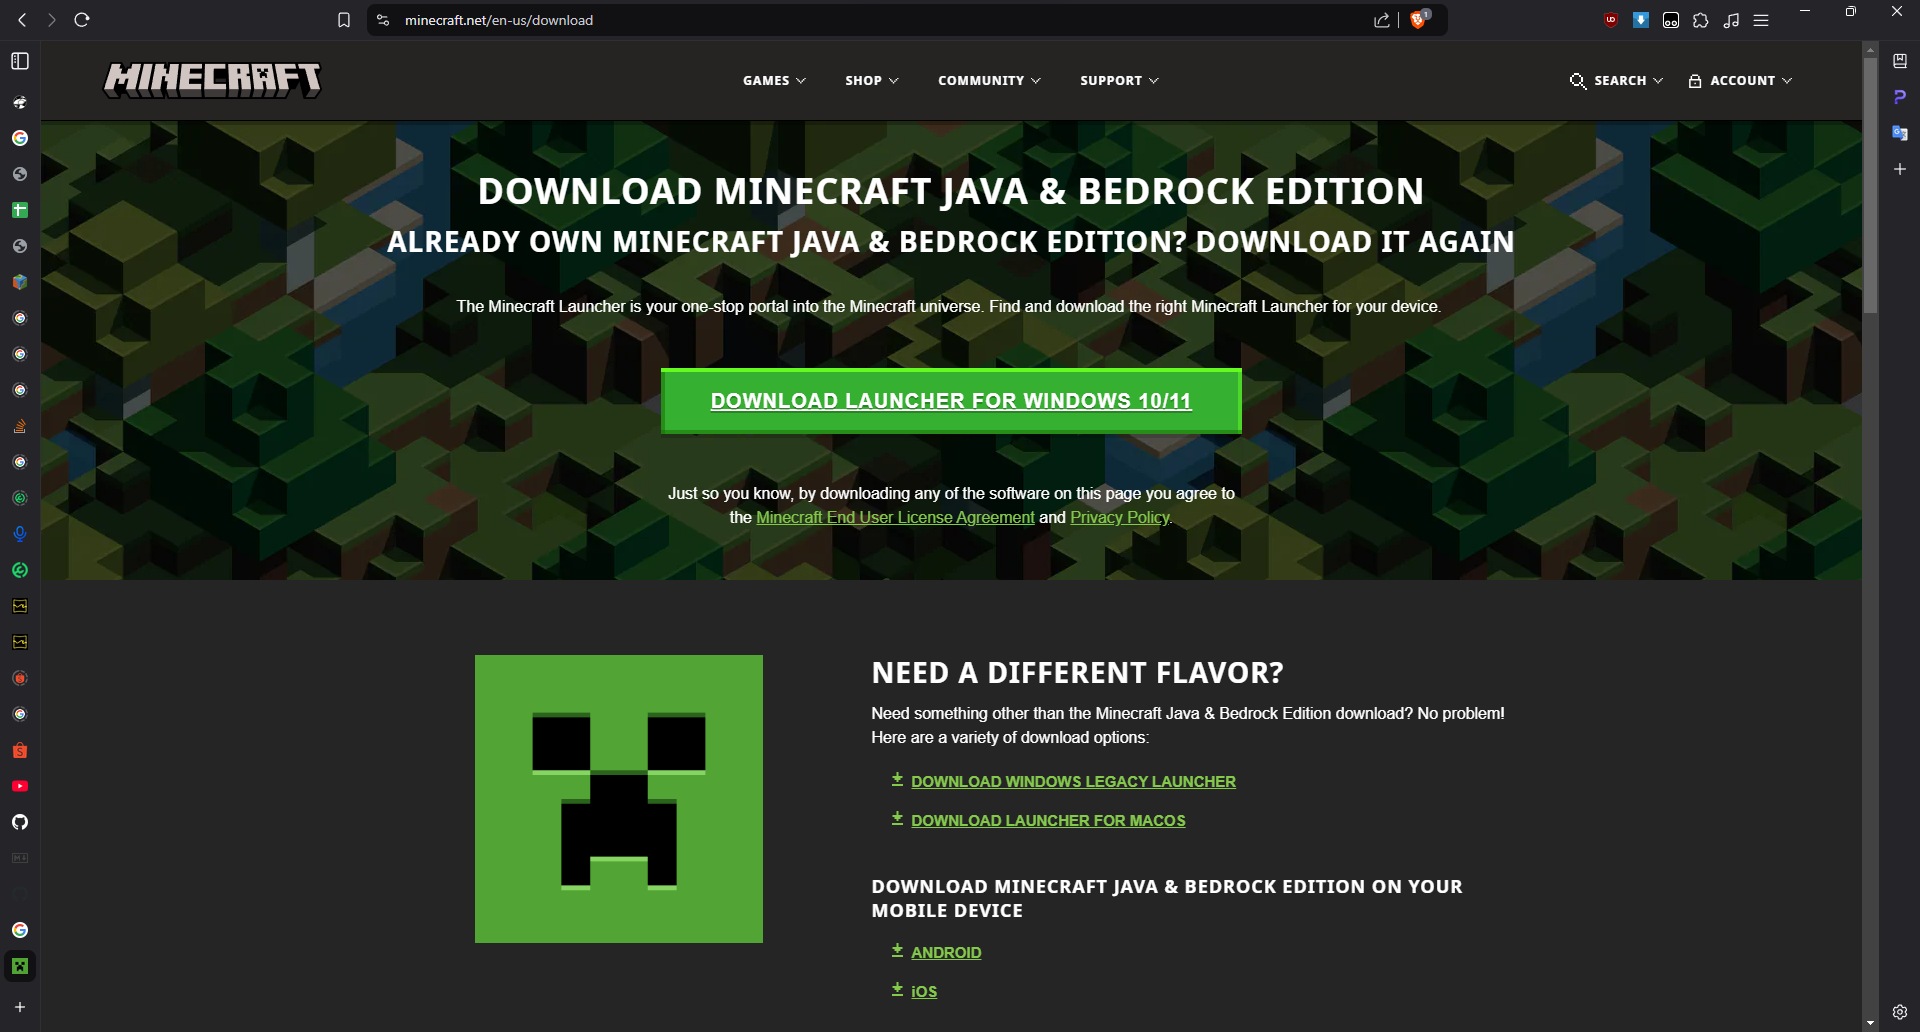 minecraft.net/en-us/download
1
MINECRAFT
GAMES
SHOP
COMMUNITY
SUPPORT
SEARCH
ACCOUNT
DOWNLOAD MINECRAFT JAVA & BEDROCK EDITION
ALREADY OWN MINECRAFT JAVA & BEDROCK EDITION? DOWNLOAD IT AGAIN
The Minecraft Launcher is your one-stop portal into the Minecraft universe. Find and download the right Minecraft Launcher for your device.
DOWNLOAD LAUNCHER FOR WINDOWS 10/11
Just so you know, by downloading any of the software on this page you agree to
the Minecraft End User License Agreement and Privacy Policy.
NEED A DIFFERENT FLAVOR?
Need something other than the Minecraft Java & Bedrock Edition download? No problem!
Here are a variety of download options:
DOWNLOAD WINDOWS LEGACY LAUNCHER
DOWNLOAD LAUNCHER FOR MACOS
DOWNLOAD MINECRAFT JAVA & BEDROCK EDITION ON YOUR
MOBILE DEVICE
ANDROID
iOS